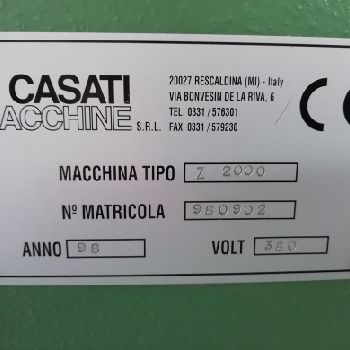 CASATI
ACCHINE S.R.L.
20027 RESCALDINA (MI) - Italy
VIA BONVESIN DE LA RIVA, 6
TEL 0331 / 576301
FAX 0331 / 579230
CE
MACCHINA TIPO Z 2000
Nº MATRICOLA 980902
ANNO 98 VOLT 380